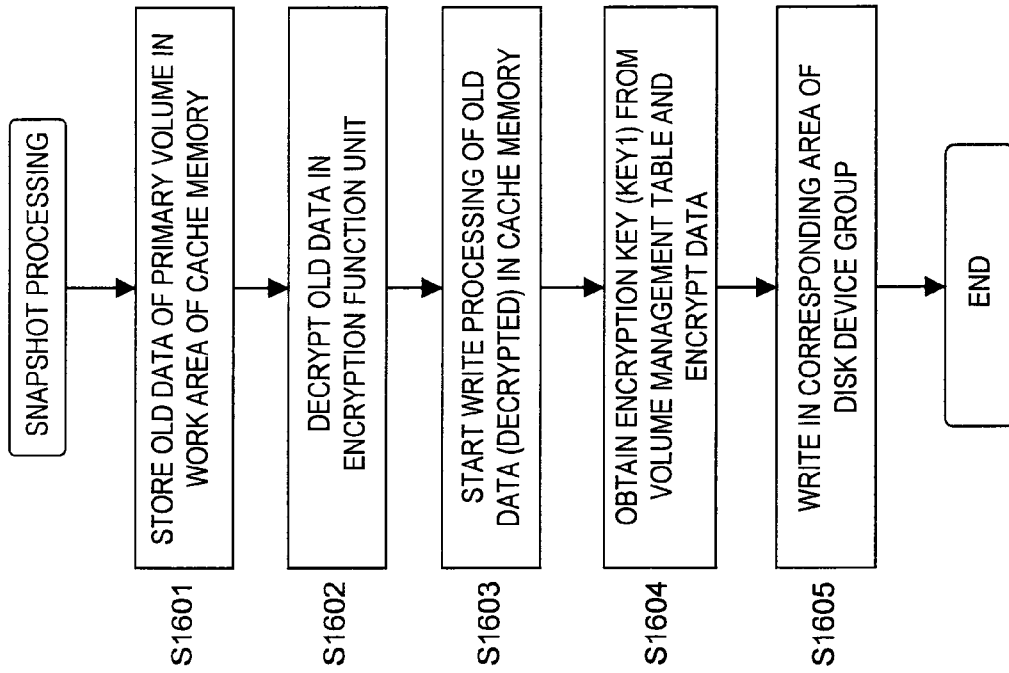 SNAPSHOT PROCESSING
S1601
STORE OLD DATA OF PRIMARY VOLUME IN
WORK AREA OF CACHE MEMORY
S1602
DECRYPT OLD DATA IN
ENCRYPTION FUNCTION UNIT
S1603
START WRITE PROCESSING OF OLD
DATA (DECRYPTED) IN CACHE MEMORY
S1604
OBTAIN ENCRYPTION KEY (KEY1) FROM
VOLUME MANAGEMENT TABLE AND
ENCRYPT DATA
S1605
WRITE IN CORRESPONDING AREA OF
DISK DEVICE GROUP
END